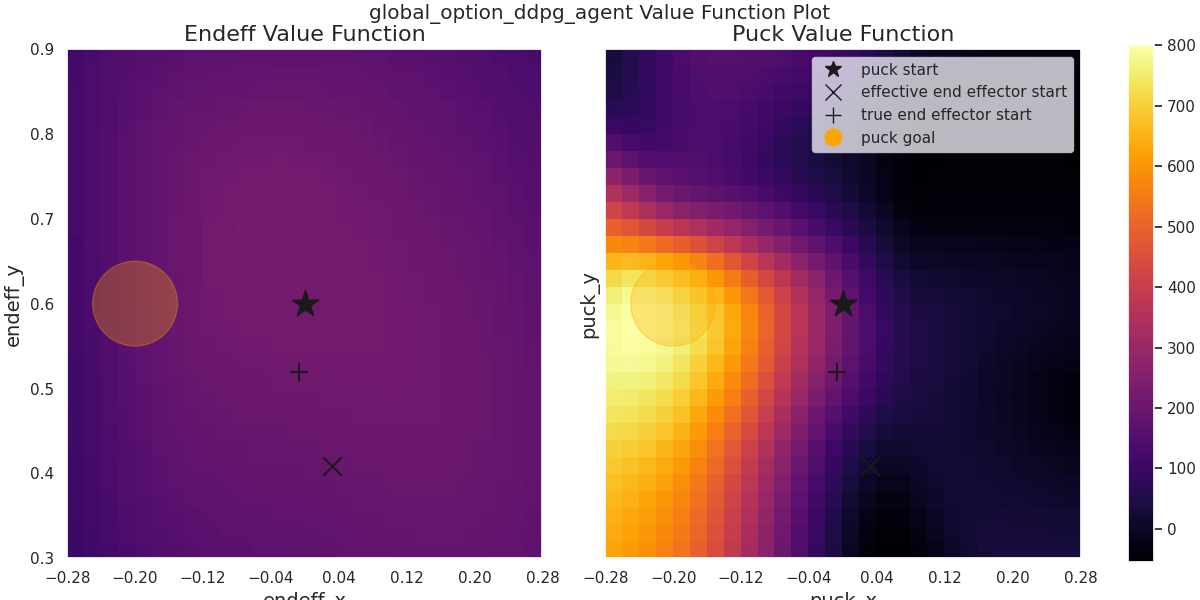 global_option_ddpg_agent Value Function Plot
Endeff Value Function
0.9
0.8
0.7
0.6
0.5
0.4
0.3
endeff_y
−0.28 −0.20 −0.12 −0.04 0.04 0.12 0.20 0.28
endeff_x
Puck Value Function
puck start
effective end effector start
true end effector start
puck goal
puck_y
−0.28 −0.20 −0.12 −0.04 0.04 0.12 0.20 0.28
puck_x
800
700
600
500
400
300
200
100
0